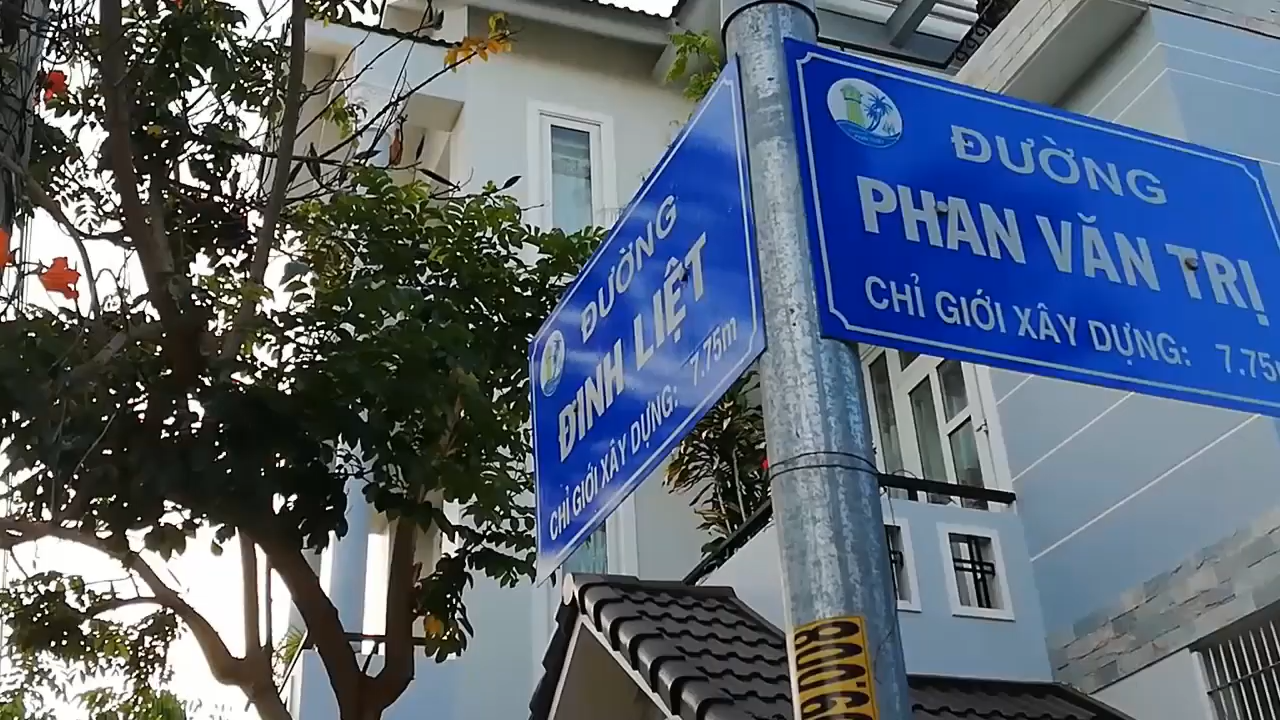 ĐƯỜNG
ĐINH LIỆT
CHỈ GIỚI XÂY DỰNG: 7.75m
ĐƯỜNG
PHAN VĂN TRỊ
CHỈ GIỚI XÂY DỰNG: 7.75